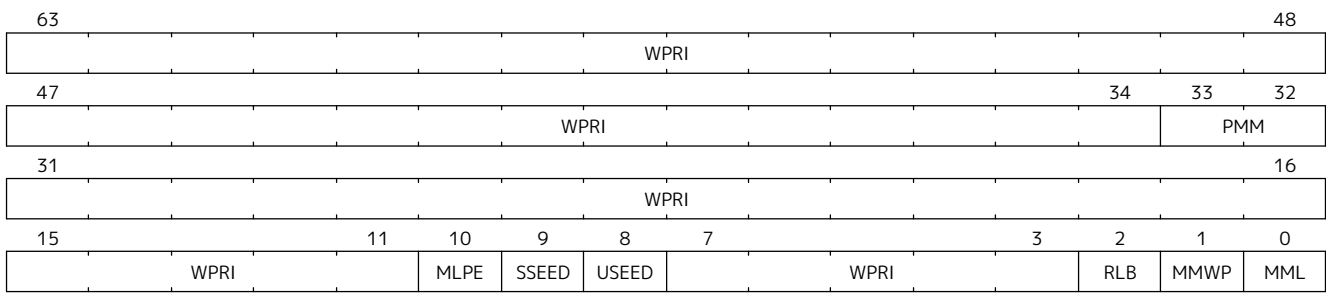 63 48
WPRI
47 34 33 32
WPRI PMM
31 16
WPRI
15 11 10 9 8 7 3 2 1 0
WPRI MLPE SSEED USEED WPRI RLB MMWP MML